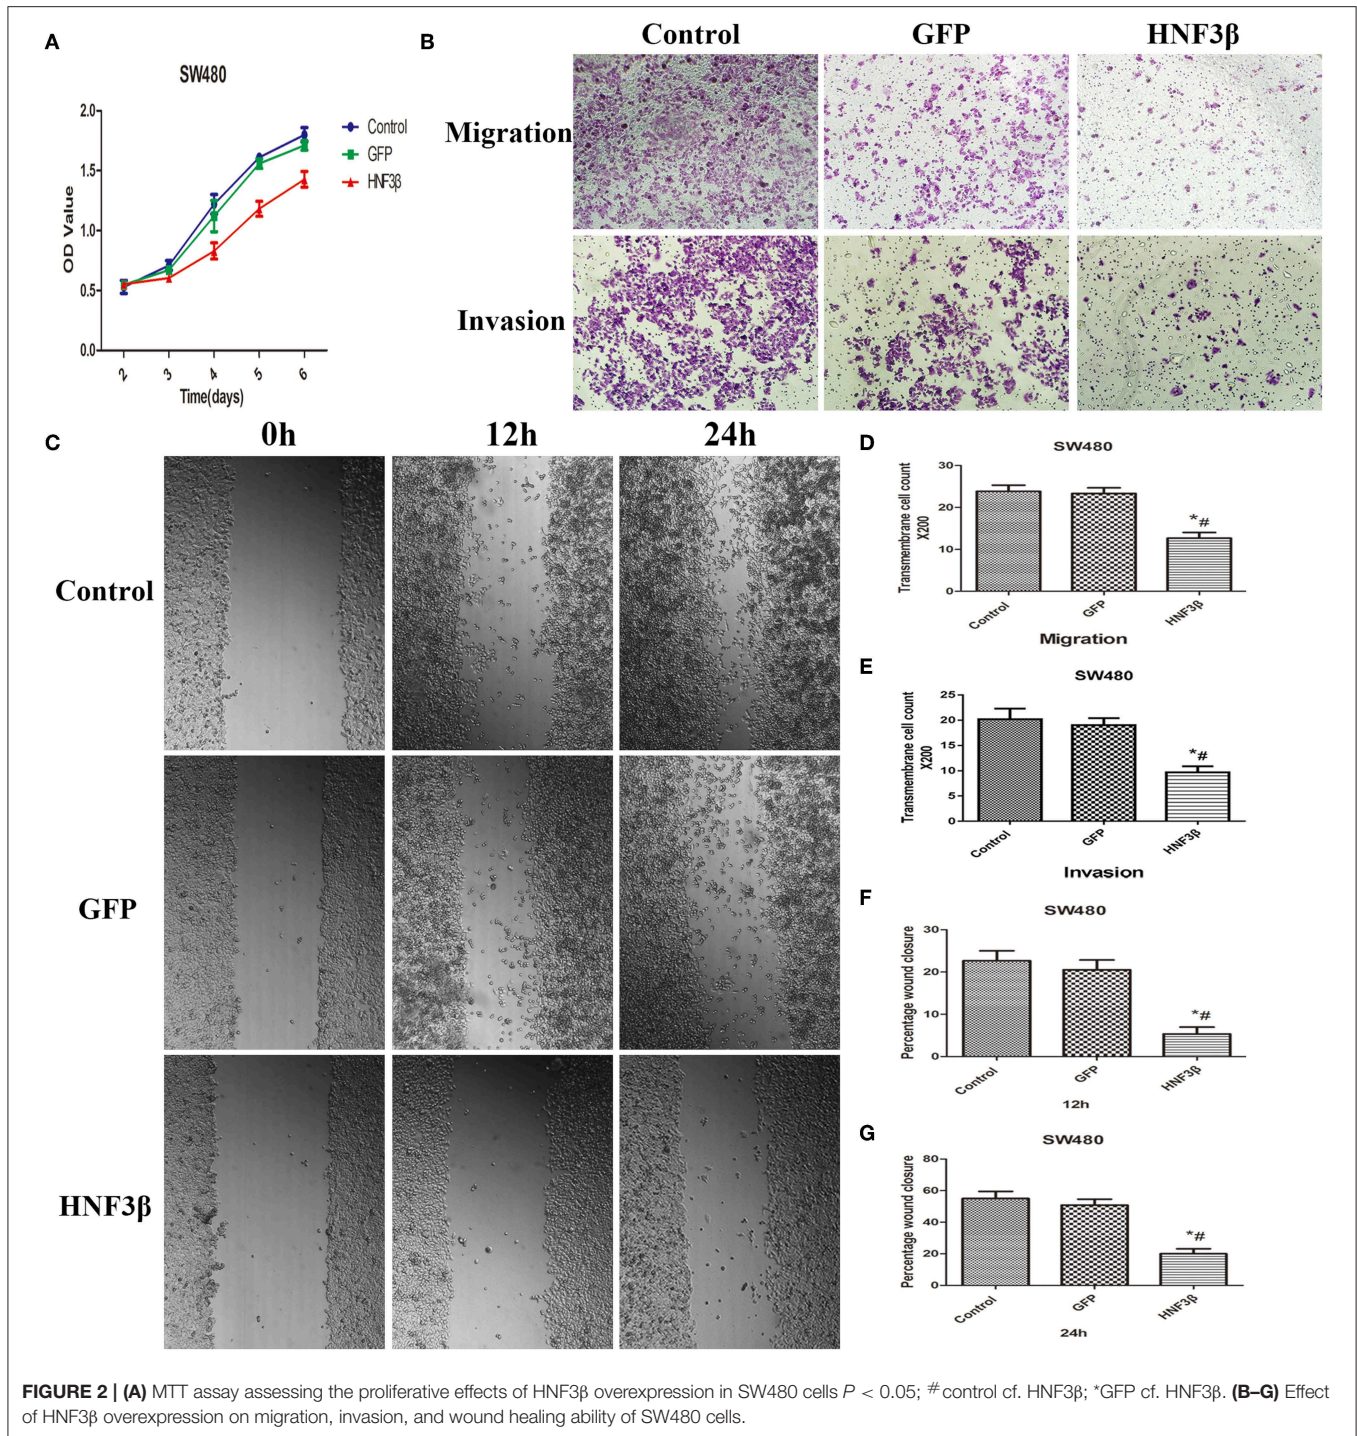 A
SW480
2.0
1.5
1.0
0.5
0.0
OD Value
2 3 4 5 6
Time(days)
Control
GFP
HNF3β
B
Control GFP HNF3β
Migration
Invasion
C
0h 12h 24h
Control
GFP
HNF3β
D
SW480
Transmembrane cell count
X200
30
20
10
0
*#
Control GFP HNF3β
Migration
E
SW480
Transmembrane cell count
X200
25
20
15
10
5
0
*#
Control GFP HNF3β
Invasion
F
SW480
Percentage wound closure
30
20
10
0
*#
Control GFP HNF3β
12h
G
SW480
Percentage wound closure
80
60
40
20
0
*#
Control GFP HNF3β
24h
FIGURE 2 | (A) MTT assay assessing the proliferative effects of HNF3β overexpression in SW480 cells P < 0.05; #control cf. HNF3β; *GFP cf. HNF3β. (B–G) Effect
of HNF3β overexpression on migration, invasion, and wound healing ability of SW480 cells.